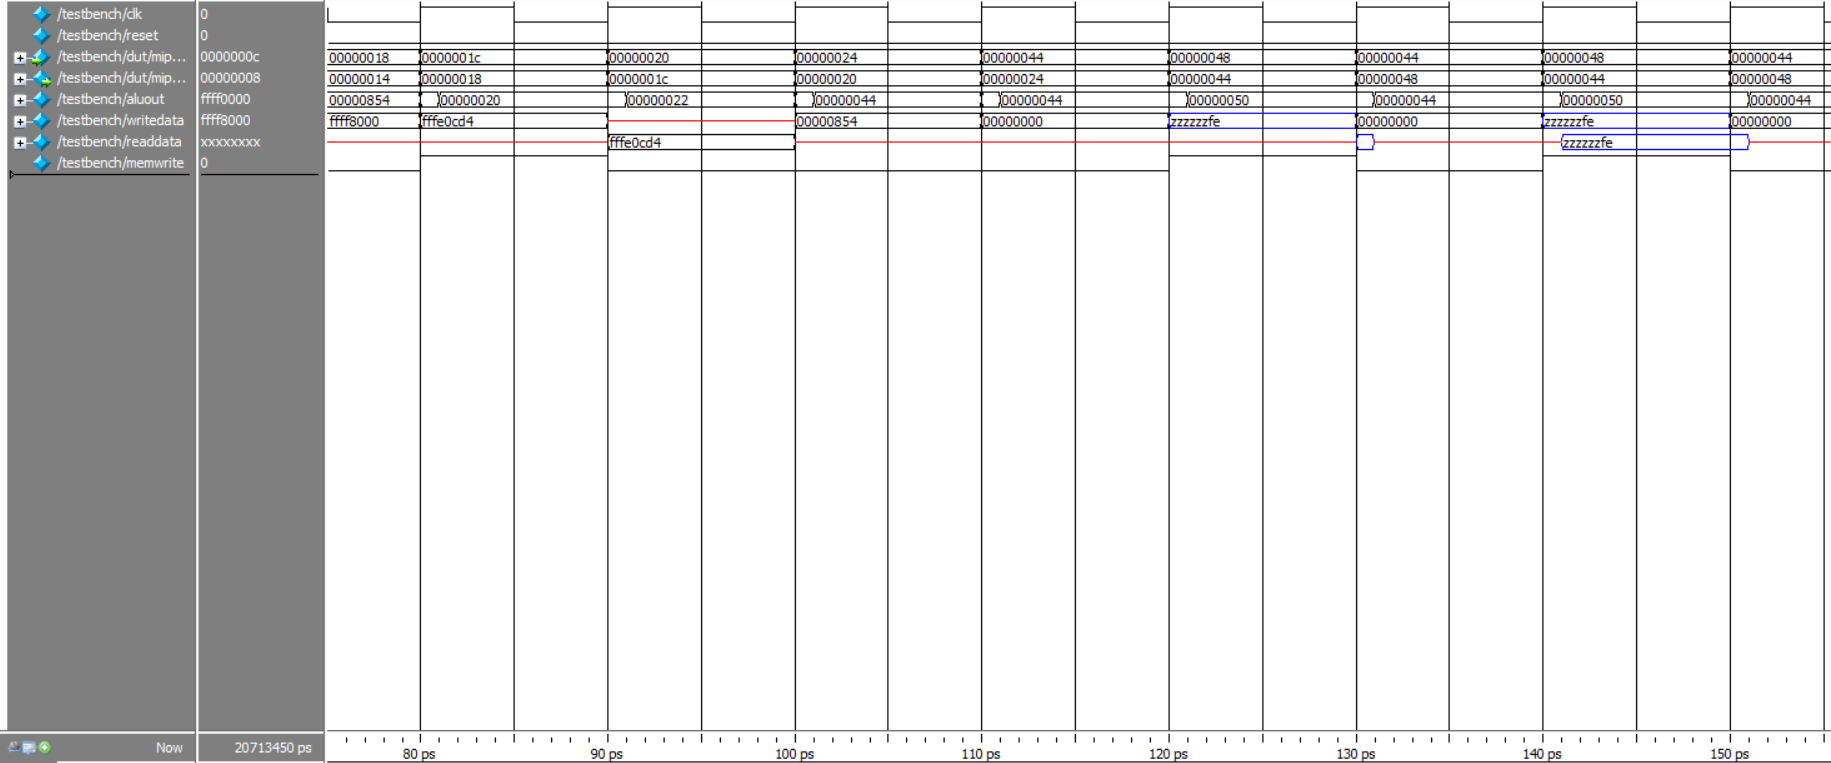 /testbench/clk 0
/testbench/reset 0
/testbench/dut/mip... 0000000c 00000018 0000001c 00000020 00000024 00000044 00000048 00000044 00000048 00000044
/testbench/dut/mip... 00000008 00000014 00000018 0000001c 00000020 00000024 00000044 00000048 00000044 00000048
/testbench/aluout ffff0000 00000854 00000020 00000022 00000044 00000044 00000050 00000044 00000050 00000044
/testbench/writedata ffff8000 ffff8000 fffe0cd4 00000854 00000000 zzzzzzfe 00000000 zzzzzzfe 00000000
/testbench/readdata xxxxxxxx fffe0cd4 zzzzzzfe
/testbench/memwrite 0
Now 20713450 ps 80 ps 90 ps 100 ps 110 ps 120 ps 130 ps 140 ps 150 ps